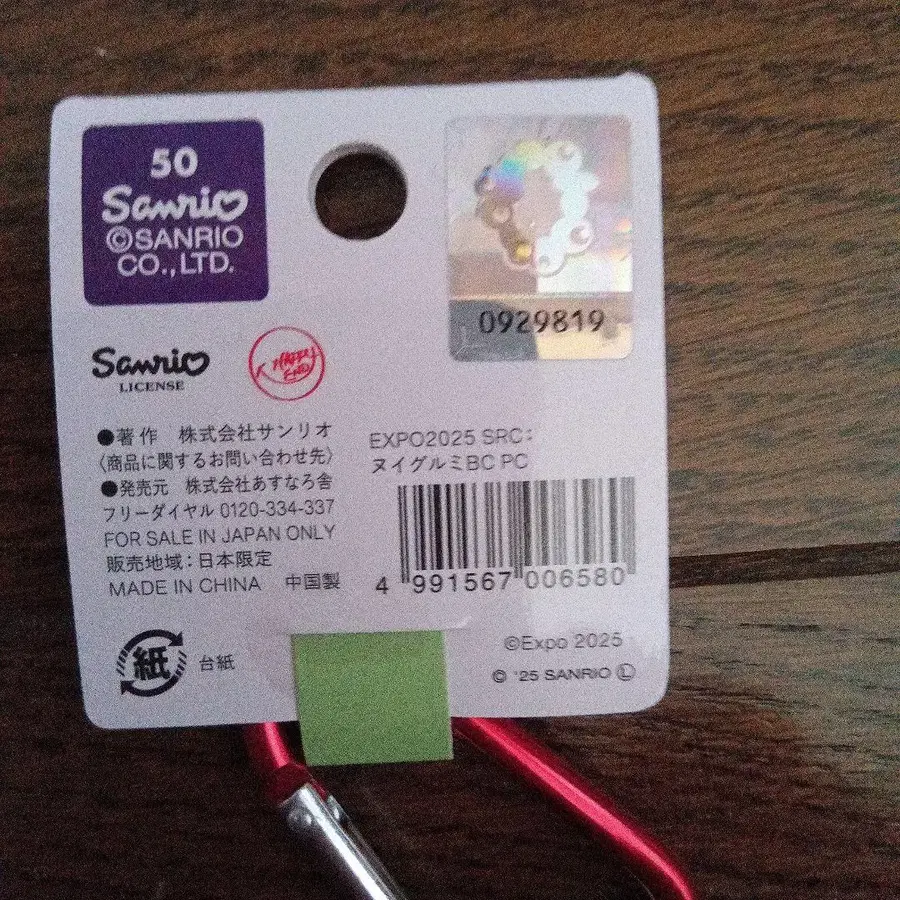 50
Sanrio
©SANRIO
CO.,LTD.
0929819
Sanrio
LICENSE
HAPPY
END
●著作 株式会社サンリオ
〈商品に関するお問い合わせ先〉
●発売元 株式会社あすなろ舎
フリーダイヤル 0120-334-337
FOR SALE IN JAPAN ONLY
販売地域：日本限定
MADE IN CHINA 中国製
EXPO2025 SRC：
ヌイグルミBC PC
4 991567 006580
紙
台紙
©Expo 2025
© '25 SANRIO Ⓛ